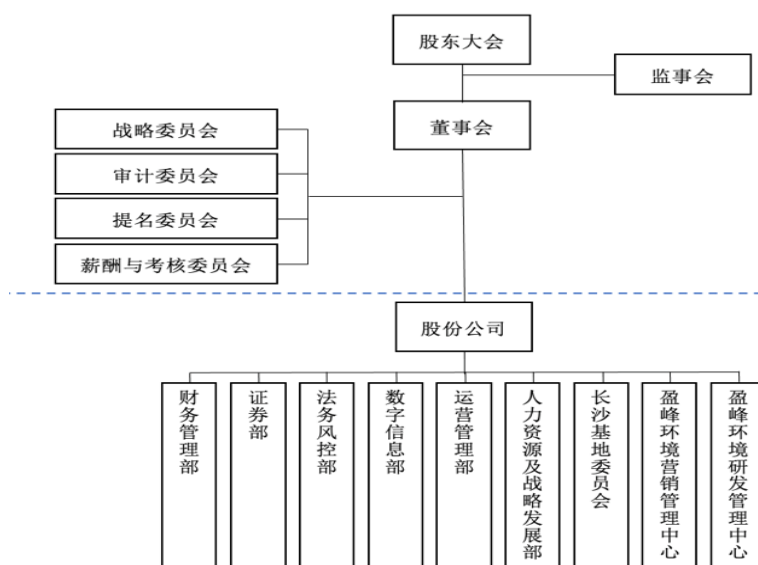 股东大会
监事会
董事会
战略委员会
审计委员会
提名委员会
薪酬与考核委员会
股份公司
财务管理部
证券部
法务风控部
数字信息部
运营管理部
人力资源及战略发展部
长沙基地委员会
盈峰环境营销管理中心
盈峰环境研发管理中心